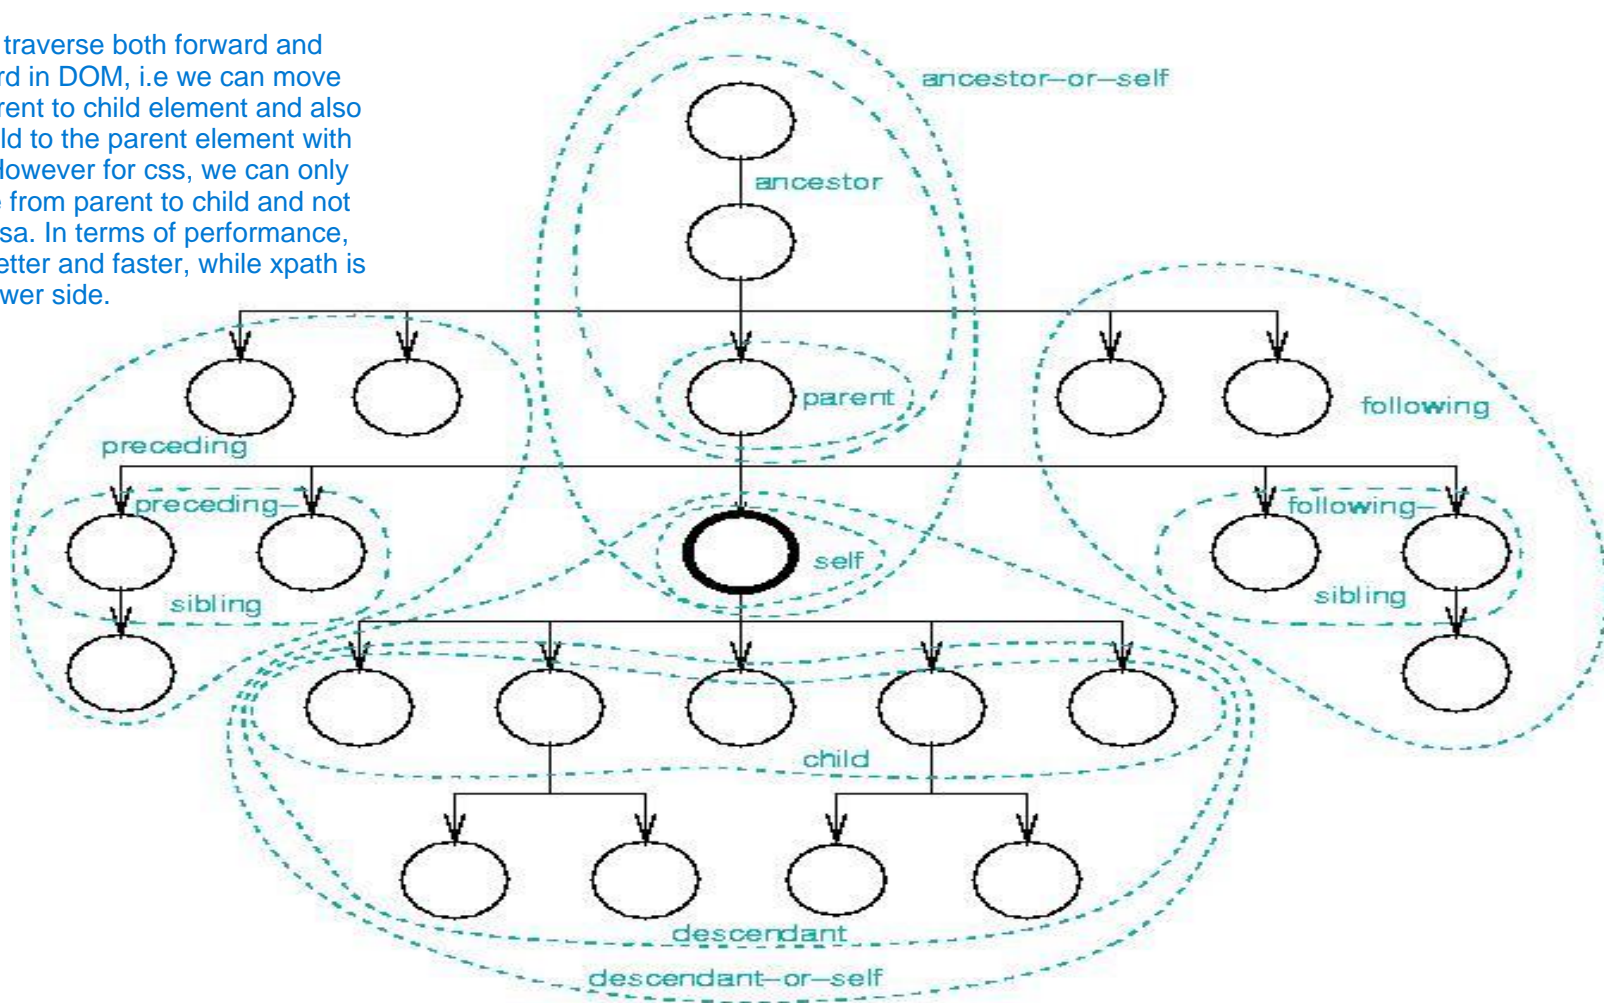 traverse both forward and
rd in DOM, i.e we can move
rent to child element and also
ld to the parent element with
However for css, we can only
e from parent to child and not
sa. In terms of performance,
etter and faster, while xpath is
wer side.
ancestor-or-self
ancestor
parent
following
preceding
preceding-
sibling
following-
sibling
self
child
descendant
descendant-or-self